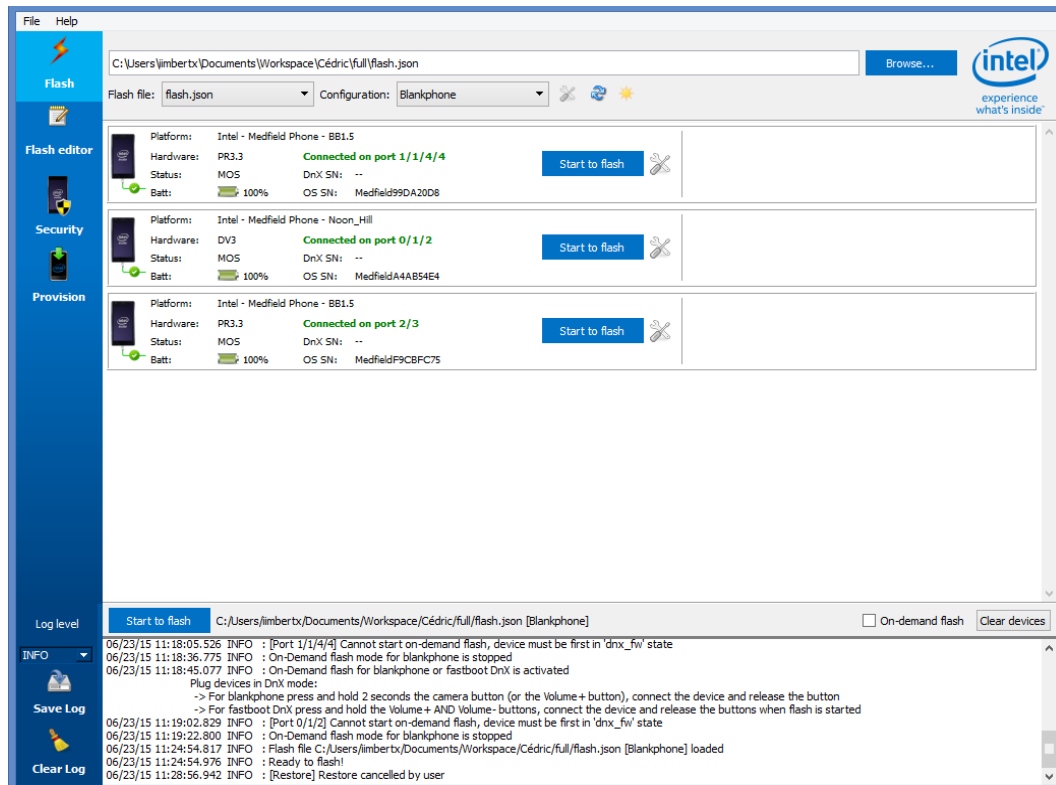 File Help
Flash
Flash editor
Security
Provision
Log level
INFO
Save Log
Clear Log
C:\Users\jimbertx\Documents\Workspace\Cédric\full\flash.json
Browse...
intel
experience
what's inside™
Flash file: flash.json Configuration: Blankphone
Platform: Intel - Medfield Phone - BB1.5
Hardware: PR3.3 Connected on port 1/1/4/4
Start to flash
Status: MOS DnX SN: --
Batt: 100% OS SN: Medfield99DA20D8
Platform: Intel - Medfield Phone - Noon_Hill
Hardware: DV3 Connected on port 0/1/2
Start to flash
Status: MOS DnX SN: --
Batt: 100% OS SN: MedfieldA4AB54E4
Platform: Intel - Medfield Phone - BB1.5
Hardware: PR3.3 Connected on port 2/3
Start to flash
Status: MOS DnX SN: --
Batt: 100% OS SN: MedfieldF9CBFC75
Start to flash C:/Users/jimbertx/Documents/Workspace/Cédric/full/flash.json [Blankphone] On-demand flash Clear devices
06/23/15 11:18:05.526 INFO : [Port 1/1/4/4] Cannot start on-demand flash, device must be first in 'dnx_fw' state
06/23/15 11:18:36.775 INFO : On-Demand flash mode for blankphone is stopped
06/23/15 11:18:45.077 INFO : On-Demand flash for blankphone or fastboot DnX is activated
Plug devices in DnX mode:
-> For blankphone press and hold 2 seconds the camera button (or the Volume+ button), connect the device and release the button
-> For fastboot DnX press and hold the Volume+ AND Volume- buttons, connect the device and release the buttons when flash is started
06/23/15 11:19:02.829 INFO : [Port 0/1/2] Cannot start on-demand flash, device must be first in 'dnx_fw' state
06/23/15 11:19:22.800 INFO : On-Demand flash mode for blankphone is stopped
06/23/15 11:24:54.817 INFO : Flash file C:/Users/jimbertx/Documents/Workspace/Cédric/full/flash.json [Blankphone] loaded
06/23/15 11:24:54.976 INFO : Ready to flash!
06/23/15 11:28:56.942 INFO : [Restore] Restore cancelled by user